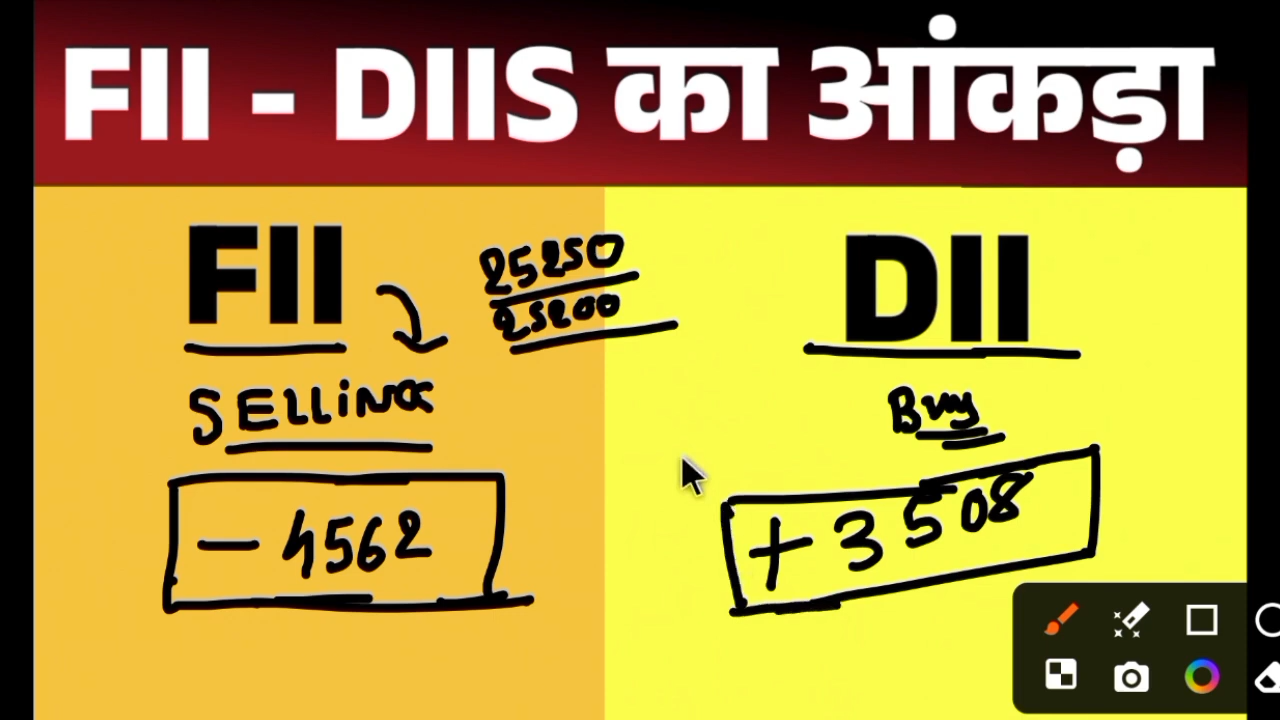 FII - DIIS का आंकड़ा
FII
25250
25200
SELLING
- 4562
DII
Buy
+ 3508